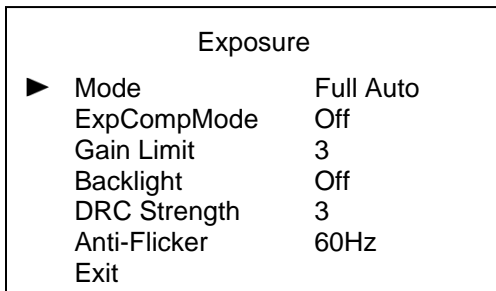 Exposure
► Mode Full Auto
ExpCompMode Off
Gain Limit 3
Backlight Off
DRC Strength 3
Anti-Flicker 60Hz
Exit